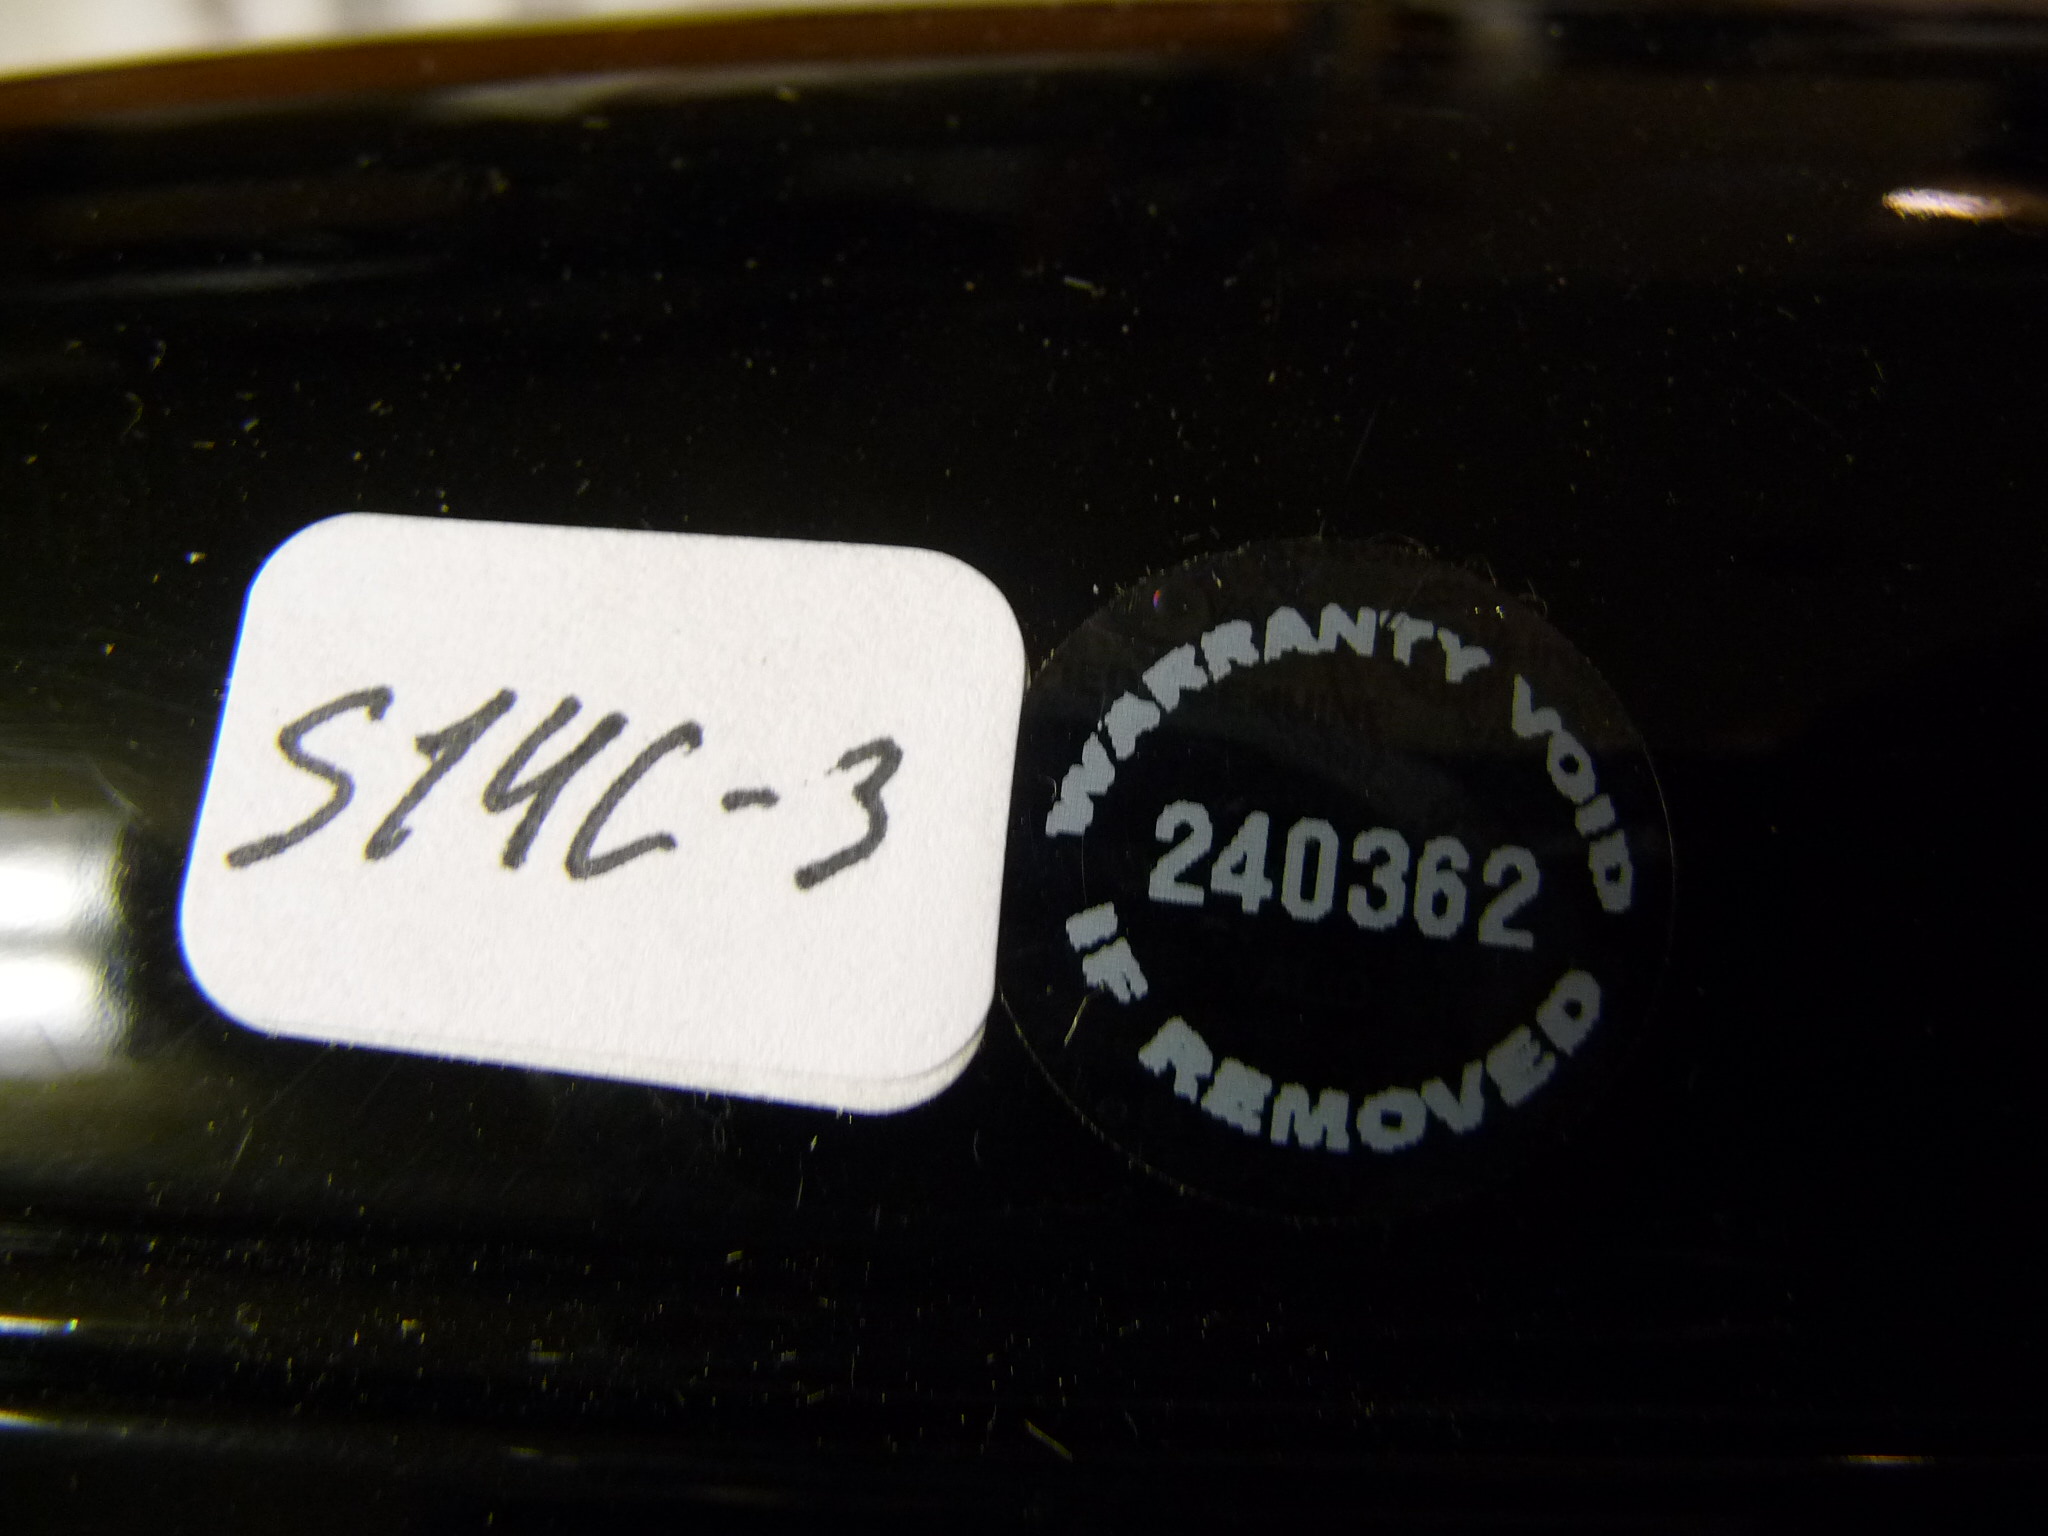 S14C-3
WARRANTY VOID
240362
IF REMOVED